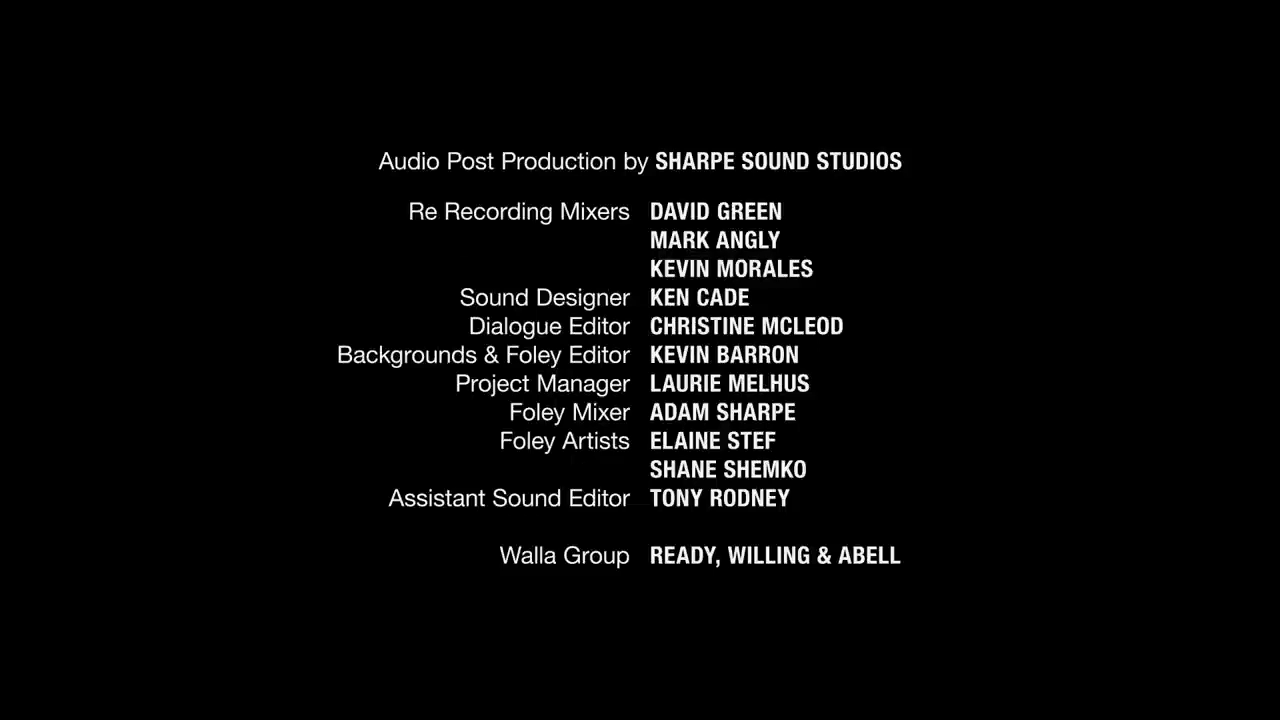 Audio Post Production by SHARPE SOUND STUDIOS
Re Recording Mixers DAVID GREEN
MARK ANGLY
KEVIN MORALES
Sound Designer KEN CADE
Dialogue Editor CHRISTINE MCLEOD
Backgrounds & Foley Editor KEVIN BARRON
Project Manager LAURIE MELHUS
Foley Mixer ADAM SHARPE
Foley Artists ELAINE STEF
SHANE SHEMKO
Assistant Sound Editor TONY RODNEY
Walla Group READY, WILLING & ABELL